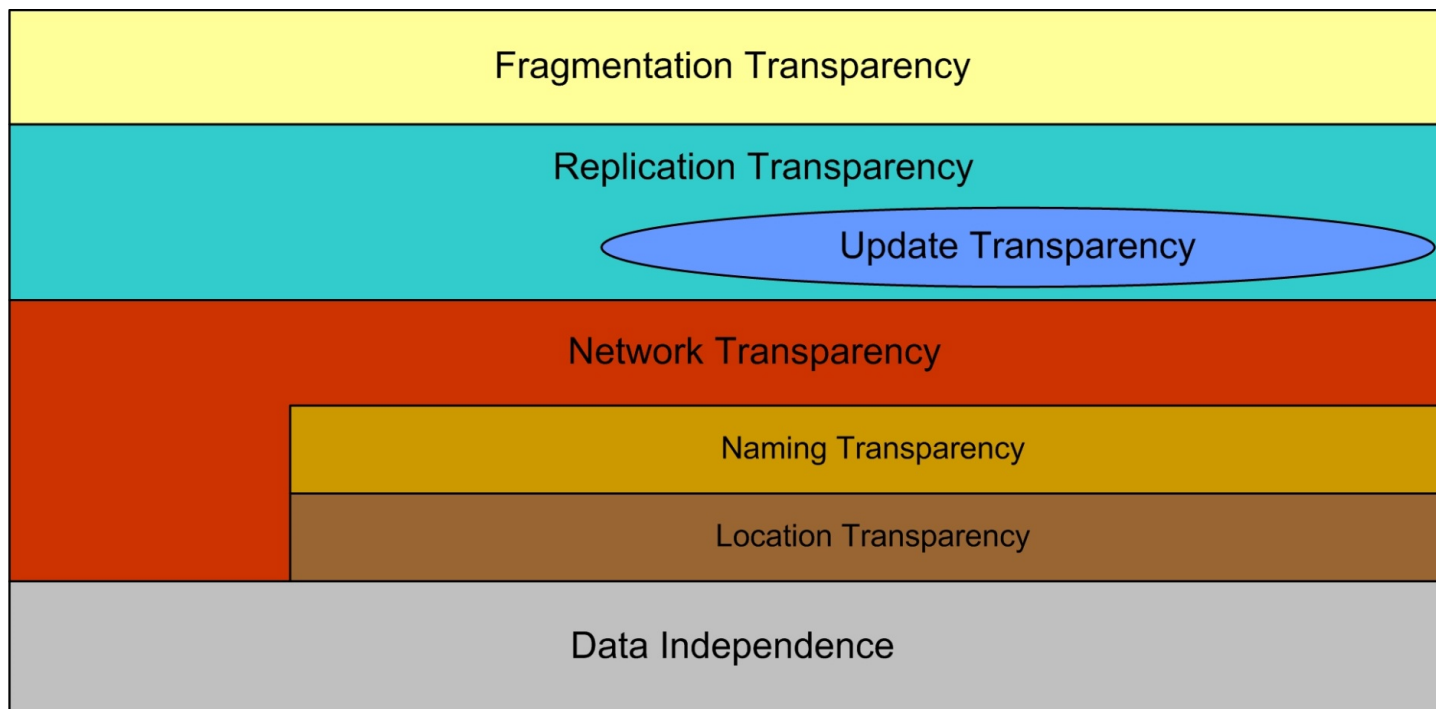 Fragmentation Transparency
Replication Transparency
Update Transparency
Network Transparency
Naming Transparency
Location Transparency
Data Independence